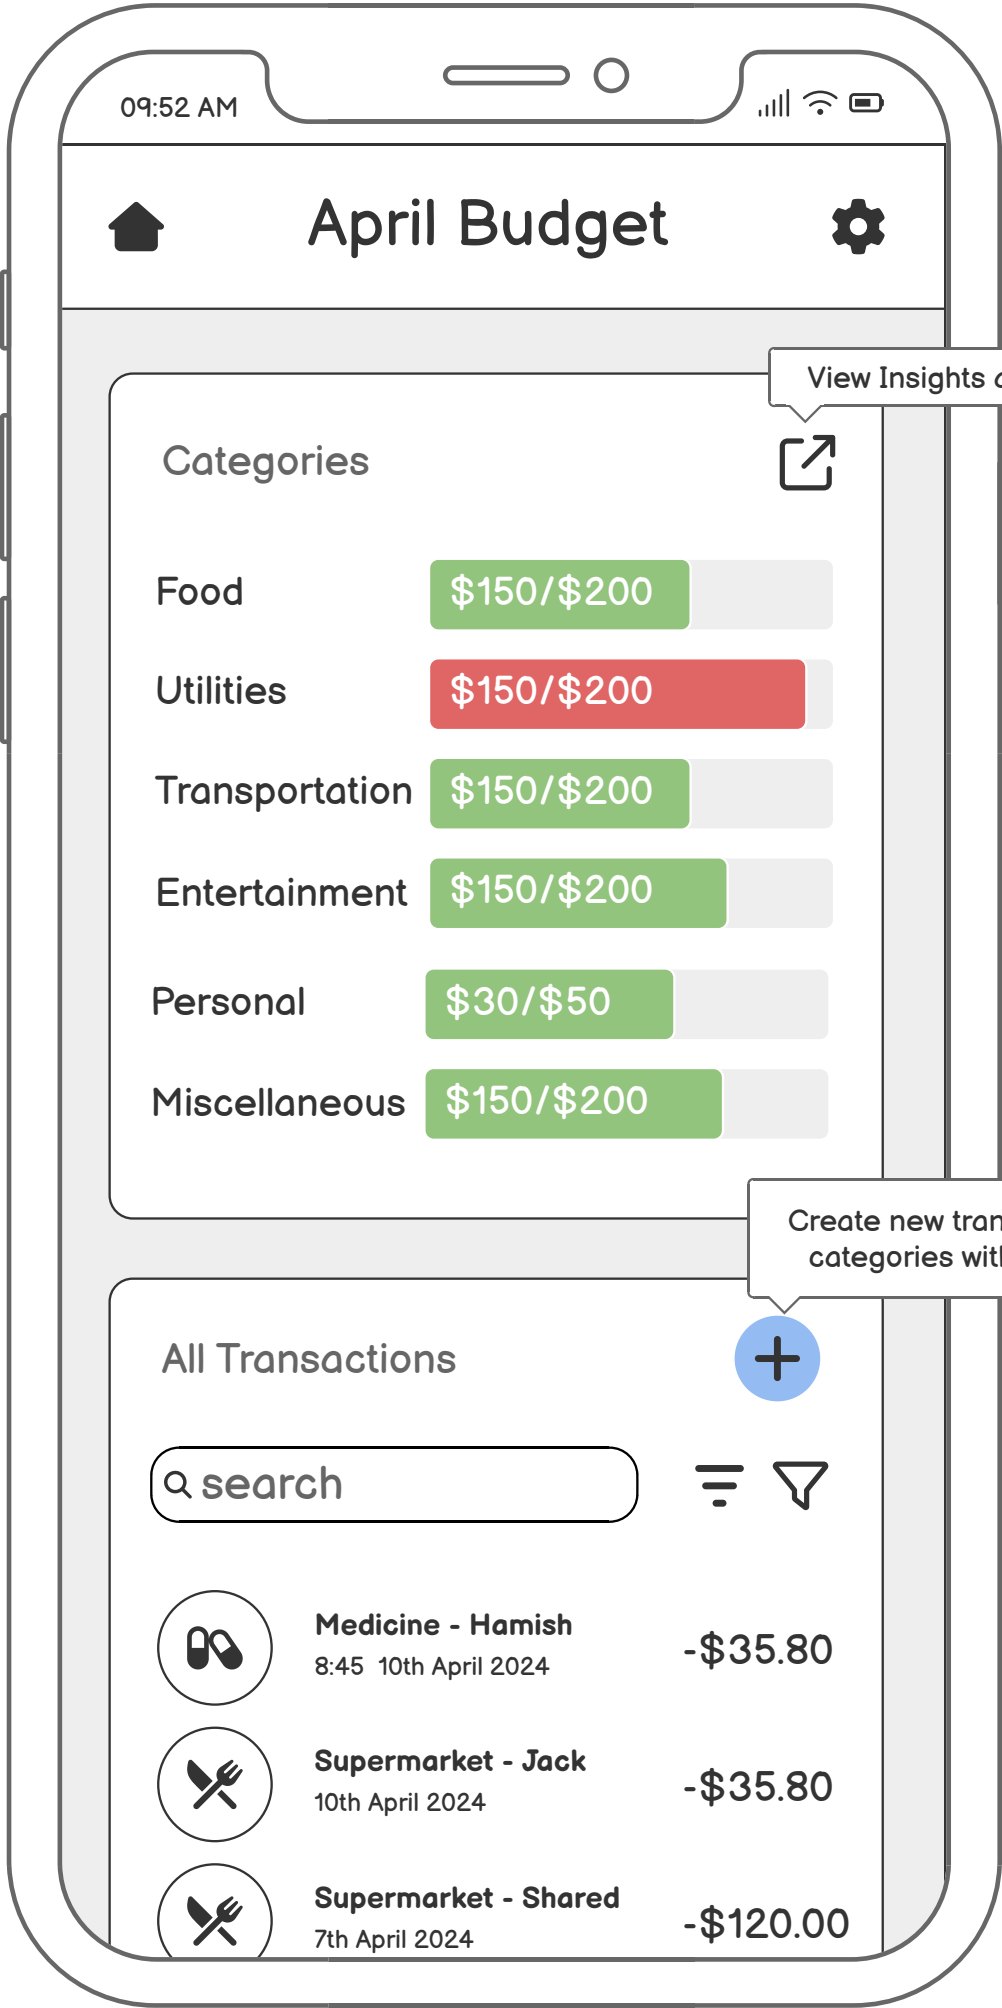 09:52 AM
April Budget
View Insights
Categories
Food $150/$200
Utilities $150/$200
Transportation $150/$200
Entertainment $150/$200
Personal $30/$50
Miscellaneous $150/$200
Create new
categories
All Transactions
search
Medicine - Hamish
8:45 10th April 2024
-$35.80
Supermarket - Jack
10th April 2024
-$35.80
Supermarket - Shared
7th April 2024
-$120.00